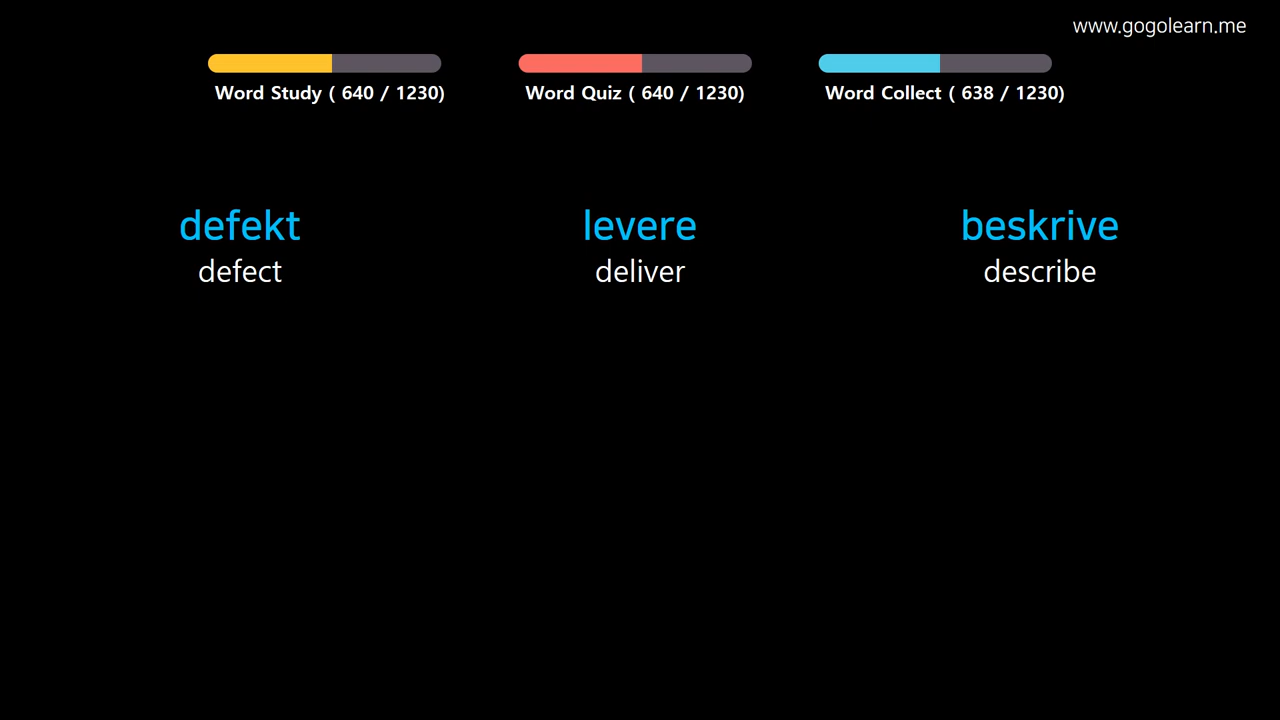 www.gogolearn.me
Word Study ( 640 / 1230)
Word Quiz ( 640 / 1230)
Word Collect ( 638 / 1230)
defekt
defect
levere
deliver
beskrive
describe